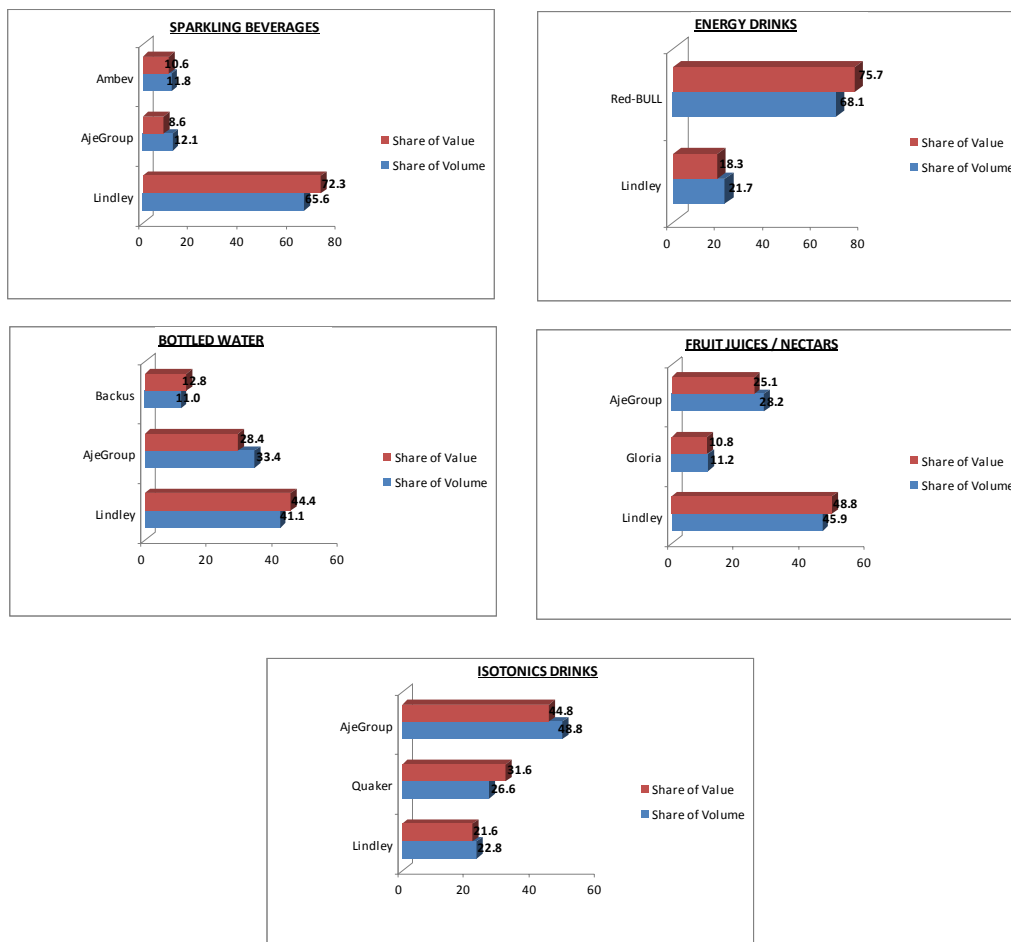 SPARKLING BEVERAGES
Ambev
10.6
11.8
AjeGroup
8.6
12.1
Lindley
72.3
65.6
Share of Value
Share of Volume
0 20 40 60 80
ENERGY DRINKS
Red-BULL
75.7
68.1
Lindley
18.3
21.7
Share of Value
Share of Volume
0 20 40 60 80
BOTTLED WATER
Backus
12.8
11.0
AjeGroup
28.4
33.4
Lindley
44.4
41.1
Share of Value
Share of Volume
0 20 40 60
FRUIT JUICES / NECTARS
AjeGroup
25.1
28.2
Gloria
10.8
11.2
Lindley
48.8
45.9
Share of Value
Share of Volume
0 20 40 60
ISOTONICS DRINKS
AjeGroup
44.8
48.8
Quaker
31.6
26.6
Lindley
21.6
22.8
Share of Value
Share of Volume
0 20 40 60